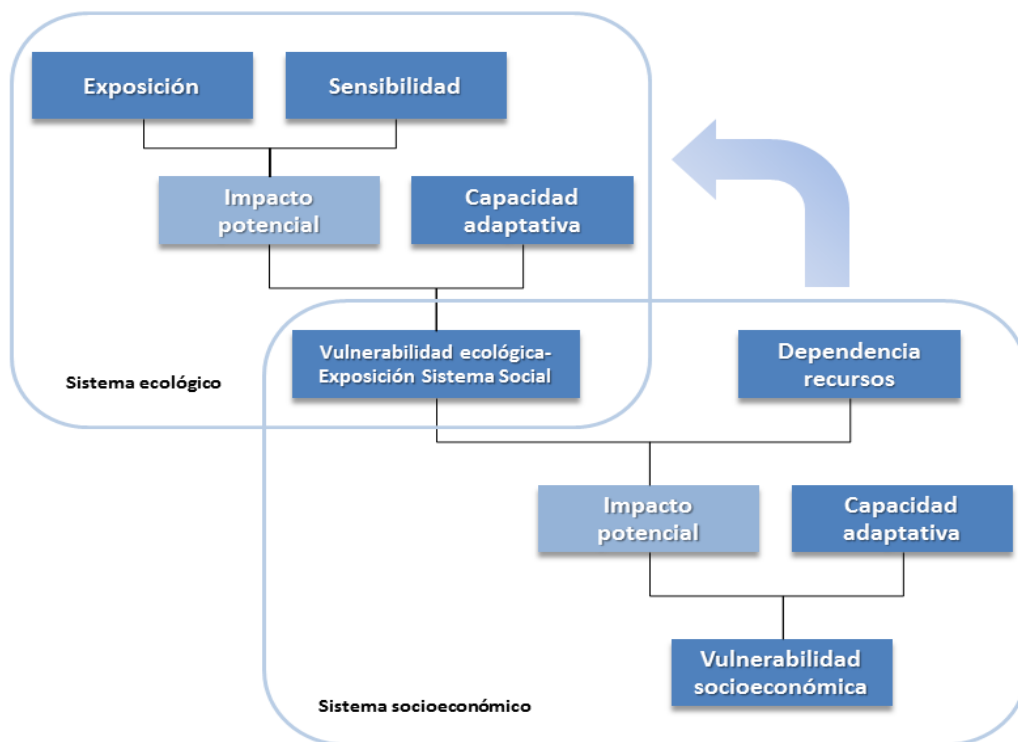 Exposición
Sensibilidad
Impacto
potencial
Capacidad
adaptativa
Vulnerabilidad ecológica-
Exposición Sistema Social
Dependencia
recursos
Sistema ecológico
Impacto
potencial
Capacidad
adaptativa
Vulnerabilidad
socioeconómica
Sistema socioeconómico